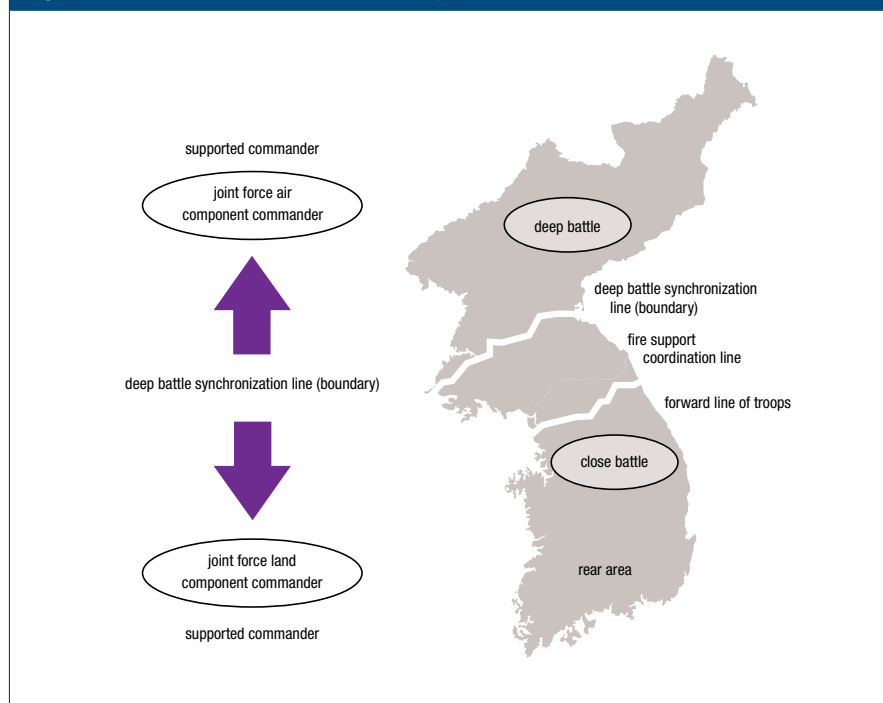 supported commander
joint force air
component commander
deep battle synchronization line (boundary)
joint force land
component commander
supported commander
deep battle
deep battle synchronization
line (boundary)
fire support
coordination line
forward line of troops
close battle
rear area